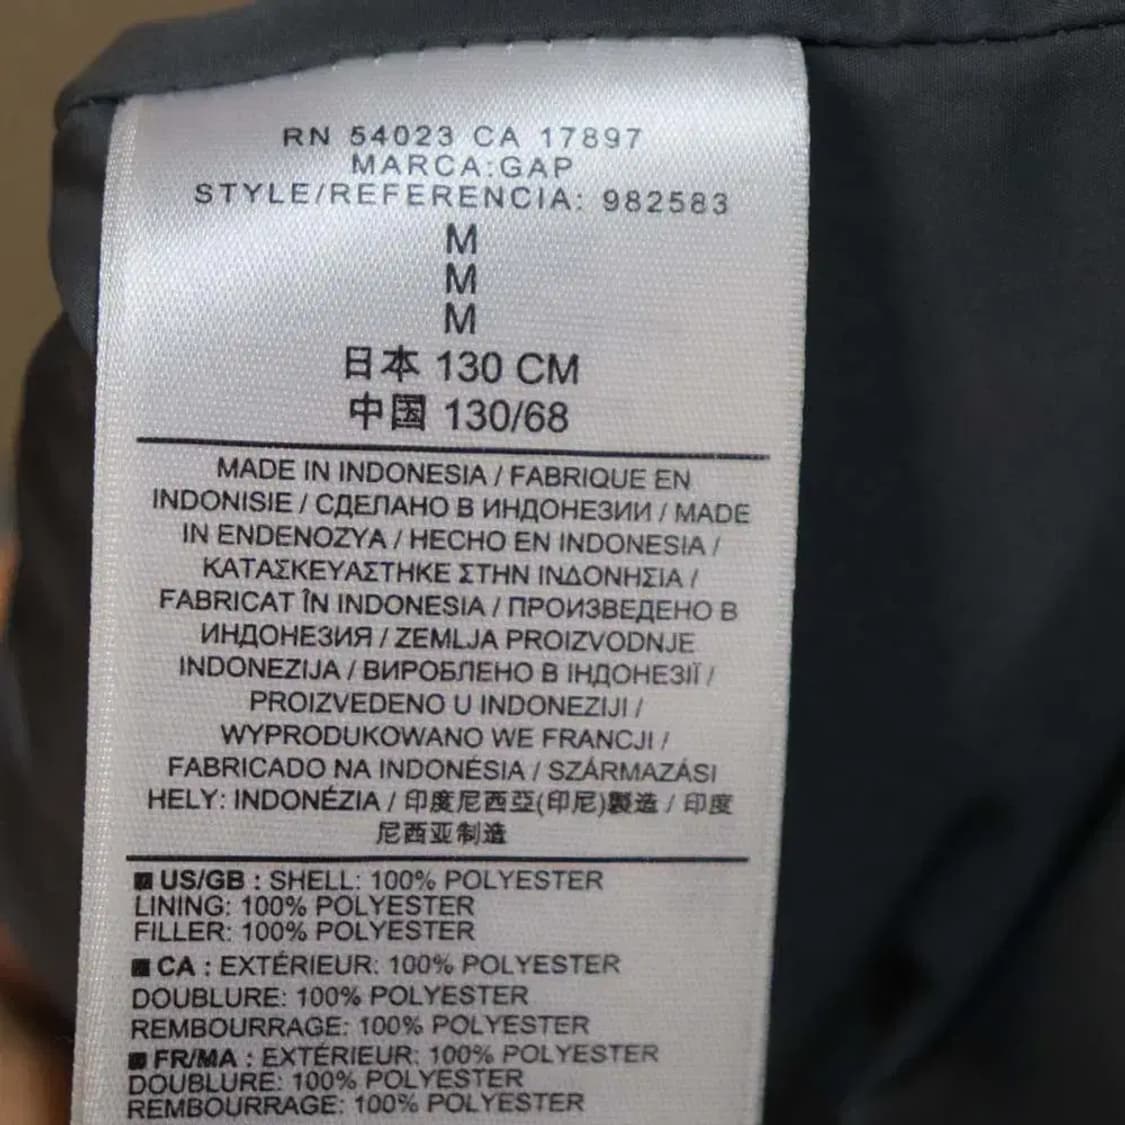 RN 54023 CA 17897
MARCA:GAP
STYLE/REFERENCIA: 982583
M
M
M
日本 130 CM
中国 130/68
MADE IN INDONESIA / FABRIQUE EN
INDONISIE / СДЕЛАНО В ИНДОНЕЗИИ / MADE
IN ENDENOZYA / HECHO EN INDONESIA /
ΚΑΤΑΣΚΕΥΑΣΤΗΚΕ ΣΤΗΝ ΙΝΔΟΝΗΣΙΑ /
FABRICAT ÎN INDONESIA / ПРОИЗВЕДЕНО В
ИНДОНЕЗИЯ / ZEMLJA PROIZVODNJE
INDONEZIJA / ВИРОБЛЕНО В ІНДОНЕЗІЇ /
PROIZVEDENO U INDONEZIJI /
WYPRODUKOWANO WE FRANCJI /
FABRICADO NA INDONÉSIA / SZÁRMAZÁSI
HELY: INDONÉZIA / 印度尼西亞(印尼)製造 / 印度
尼西亚制造
US/GB : SHELL: 100% POLYESTER
LINING: 100% POLYESTER
FILLER: 100% POLYESTER
CA : EXTÉRIEUR: 100% POLYESTER
DOUBLURE: 100% POLYESTER
REMBOURRAGE: 100% POLYESTER
FR/MA : EXTÉRIEUR: 100% POLYESTER
DOUBLURE: 100% POLYESTER
REMBOURRAGE: 100% POLYESTER